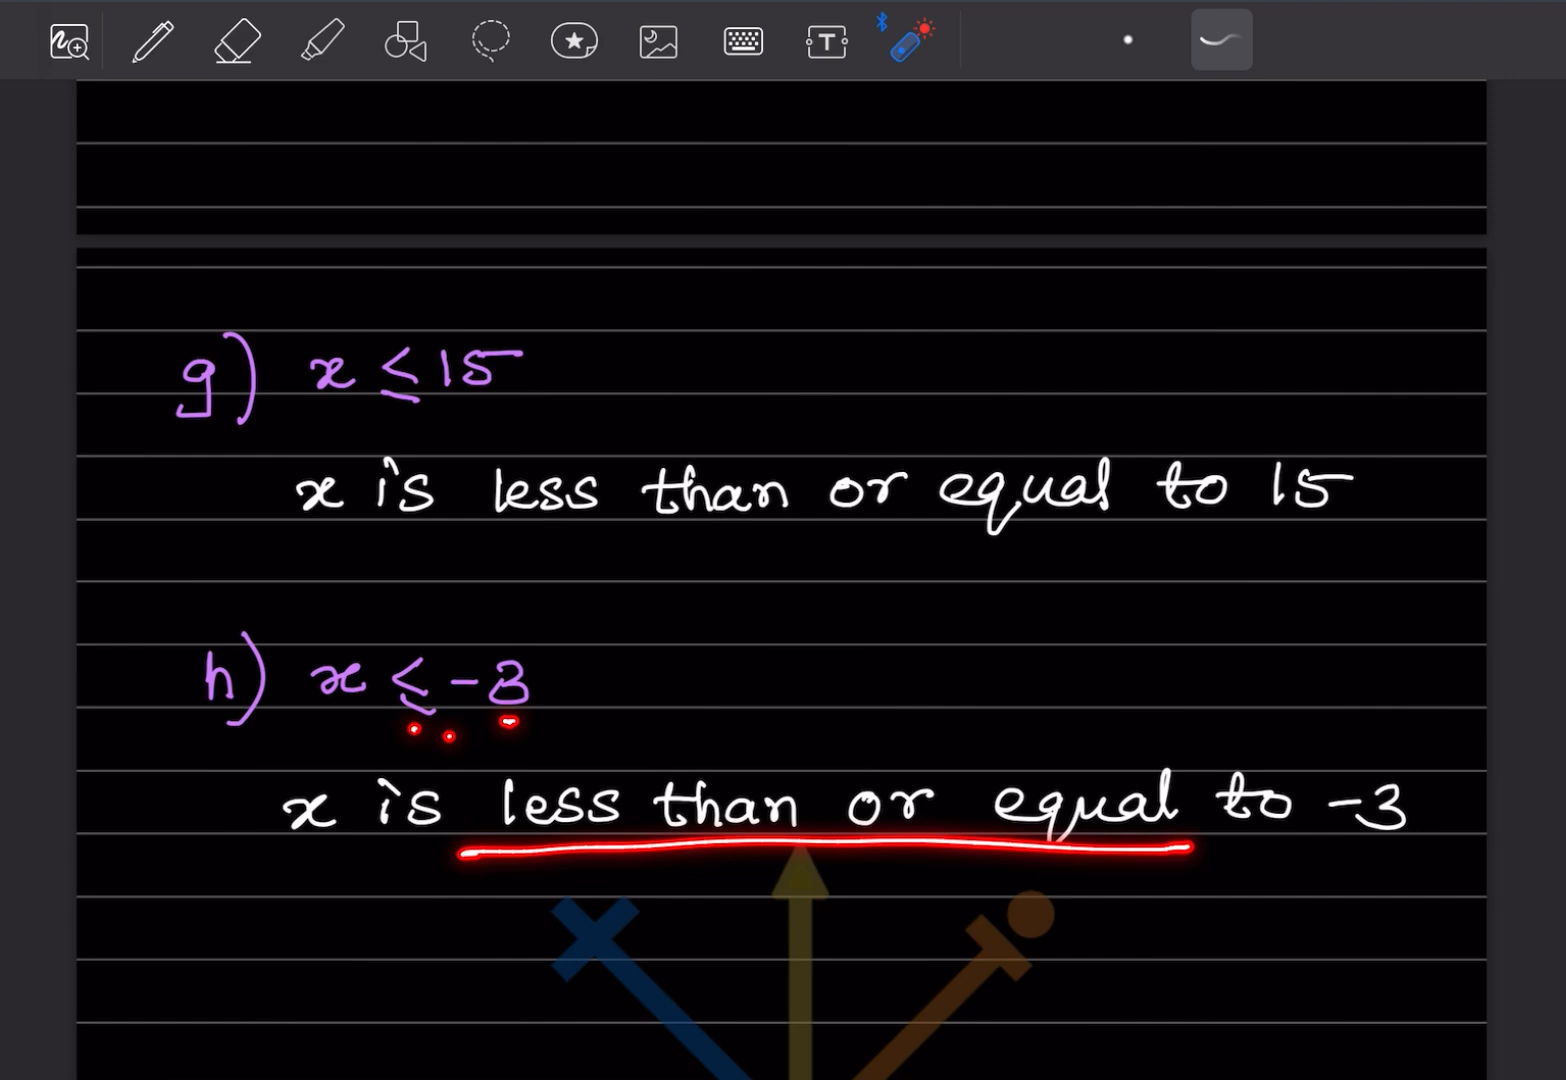 g) x ≤ 15
x is less than or equal to 15
h) x ≤ -3
x is less than or equal to -3